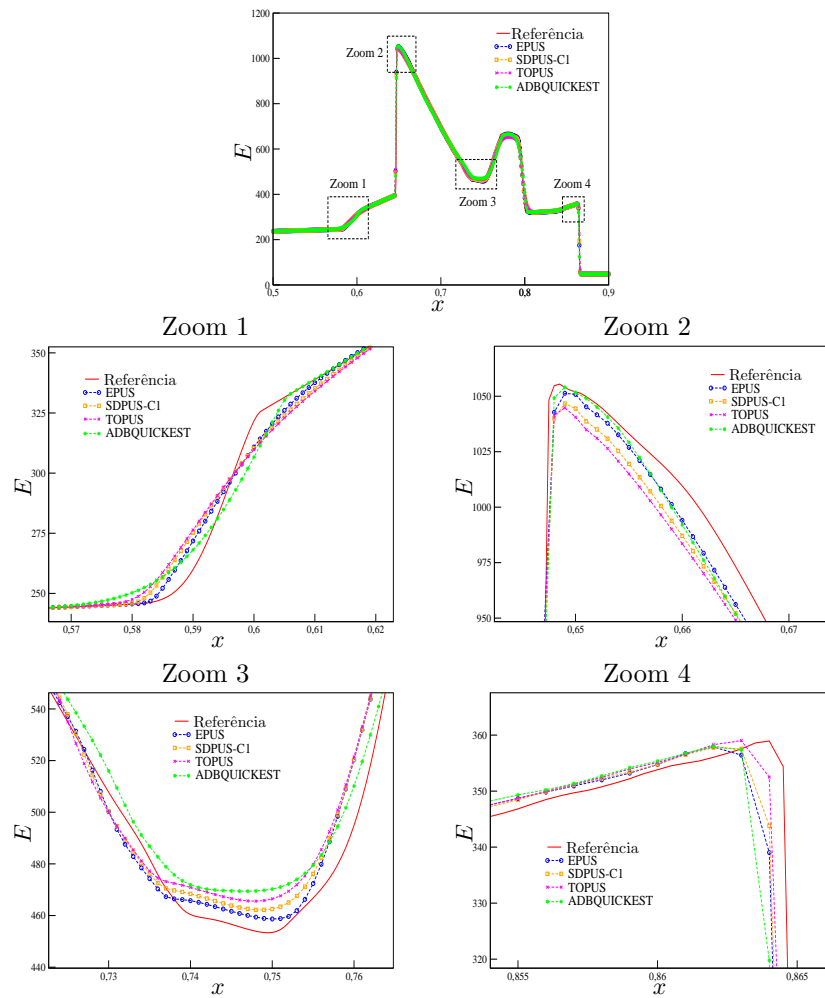 1200
1000
800
600
400
200
0
E
0,5
0,6
0,7
0,8
0,8
0,9
x
Zoom 1
Zoom 2
Zoom 3
Zoom 4
Referência
EPUS
SDPUS-C1
TOPUS
ADBQUICKEST
Zoom 1
350
325
300
275
250
E
0,57
0,58
0,59
0,6
0,61
0,62
x
Referência
EPUS
SDPUS-C1
TOPUS
ADBQUICKEST
Zoom 2
1050
1025
1000
975
950
E
0,65
0,66
0,67
x
Referência
EPUS
SDPUS-C1
TOPUS
ADBQUICKEST
Zoom 3
540
520
500
480
460
440
E
0,73
0,74
0,75
0,76
x
Referência
EPUS
SDPUS-C1
TOPUS
ADBQUICKEST
Zoom 4
360
350
340
330
320
E
0,855
0,86
0,865
x
Referência
EPUS
SDPUS-C1
TOPUS
ADBQUICKEST